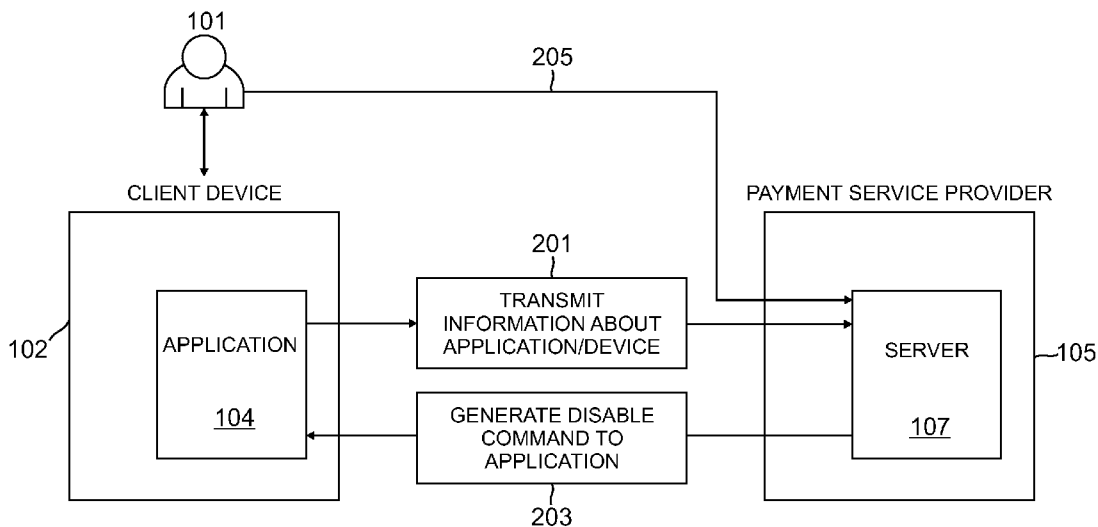 101
205
CLIENT DEVICE
PAYMENT SERVICE PROVIDER
201
TRANSMIT
INFORMATION ABOUT
APPLICATION/DEVICE
APPLICATION
SERVER
102
105
104
GENERATE DISABLE
COMMAND TO
APPLICATION
107
203